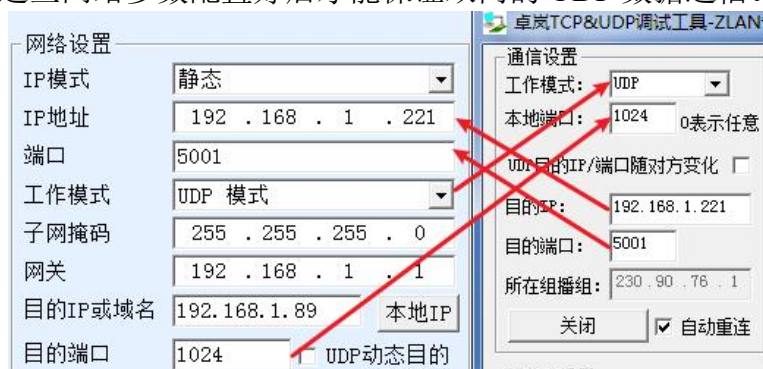 卓岚TCP&UDP调试工具-ZLAN
网络设置
IP模式 静态
IP地址 192 . 168 . 1 . 221
端口 5001
工作模式 UDP 模式
子网掩码 255 . 255 . 255 . 0
网关 192 . 168 . 1 . 1
目的IP或域名 192.168.1.89 本地IP
目的端口 1024 UDP动态目的
通信设置
工作模式: UDP
本地端口: 1024 0表示任意
UDP目的IP/端口随对方变化
目的IP: 192.168.1.221
目的端口: 5001
所在组播组: 230 . 90 . 76 . 1
关闭 自动重连